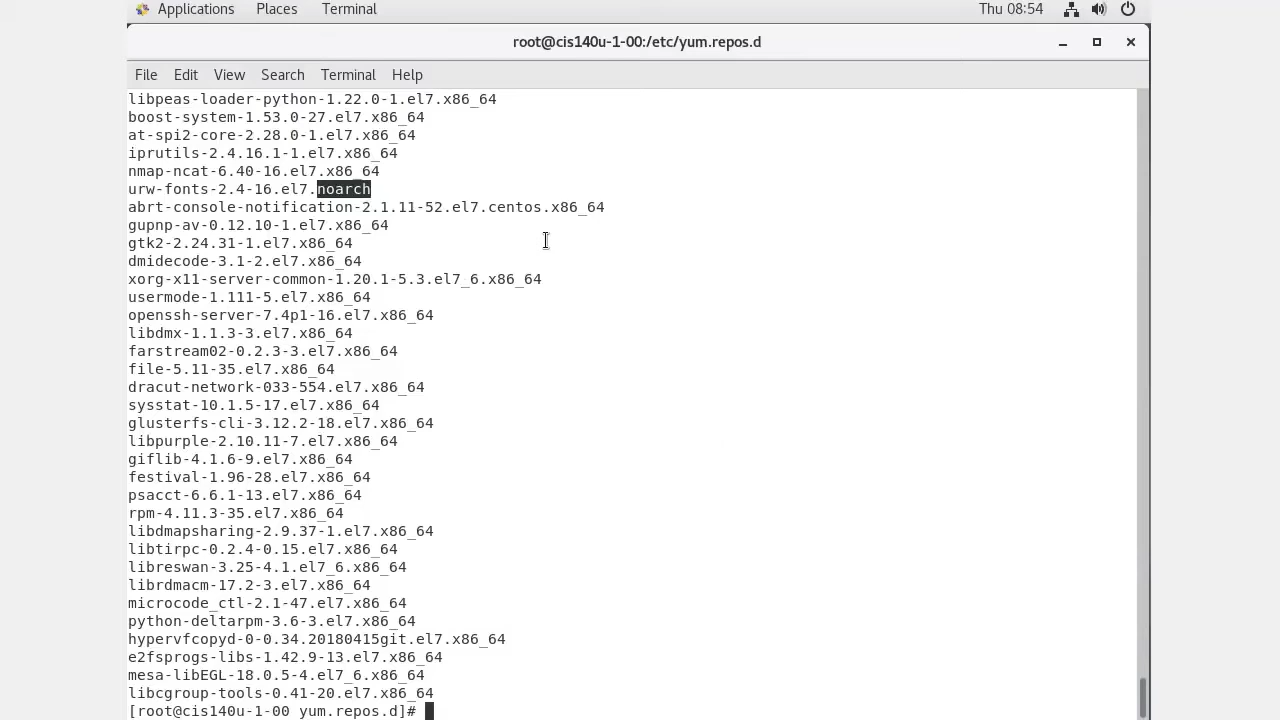 Applications Places Terminal Thu 08:54
root@cis140u-1-00:/etc/yum.repos.d
File Edit View Search Terminal Help
libpeas-loader-python-1.22.0-1.el7.x86_64
boost-system-1.53.0-27.el7.x86_64
at-spi2-core-2.28.0-1.el7.x86_64
iprutils-2.4.16.1-1.el7.x86_64
nmap-ncat-6.40-16.el7.x86_64
urw-fonts-2.4-16.el7.noarch
abrt-console-notification-2.1.11-52.el7.centos.x86_64
gupnp-av-0.12.10-1.el7.x86_64
gtk2-2.24.31-1.el7.x86_64
dmidecode-3.1-2.el7.x86_64
xorg-x11-server-common-1.20.1-5.3.el7_6.x86_64
usermode-1.111-5.el7.x86_64
openssh-server-7.4p1-16.el7.x86_64
libdmx-1.1.3-3.el7.x86_64
farstream02-0.2.3-3.el7.x86_64
file-5.11-35.el7.x86_64
dracut-network-033-554.el7.x86_64
sysstat-10.1.5-17.el7.x86_64
glusterfs-cli-3.12.2-18.el7.x86_64
libpurple-2.10.11-7.el7.x86_64
giflib-4.1.6-9.el7.x86_64
festival-1.96-28.el7.x86_64
psacct-6.6.1-13.el7.x86_64
rpm-4.11.3-35.el7.x86_64
libdmapsharing-2.9.37-1.el7.x86_64
libtirpc-0.2.4-0.15.el7.x86_64
libreswan-3.25-4.1.el7_6.x86_64
librdmacm-17.2-3.el7.x86_64
microcode_ctl-2.1-47.el7.x86_64
python-deltarpm-3.6-3.el7.x86_64
hypervfcopyd-0-0.34.20180415git.el7.x86_64
e2fsprogs-libs-1.42.9-13.el7.x86_64
mesa-libEGL-18.0.5-4.el7_6.x86_64
libcgroup-tools-0.41-20.el7.x86_64
[root@cis140u-1-00 yum.repos.d]#